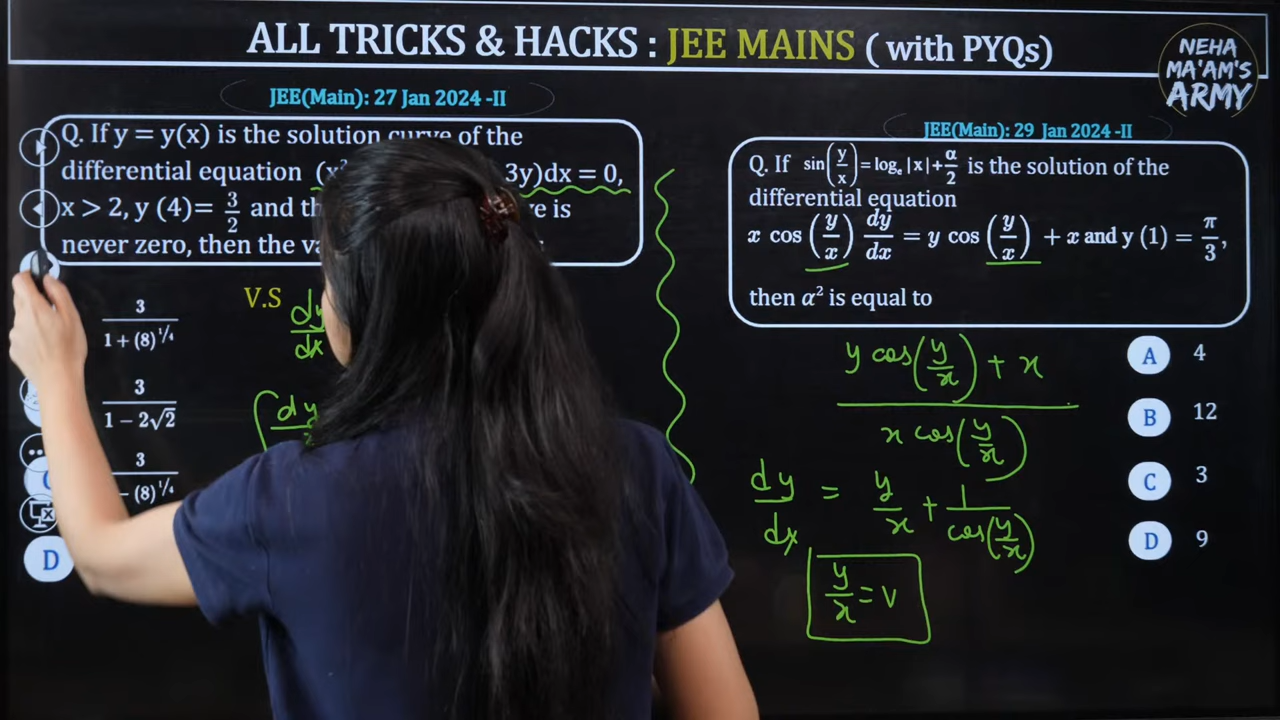 ALL TRICKS & HACKS : JEE MAINS ( with PYQs)
NEHA
MA'AM'S
ARMY
JEE(Main): 27 Jan 2024 -II
Q. If y = y(x) is the solution curve of the
differential equation (x² 3y)dx = 0,
x > 2, y (4)= 3/2 and th is
never zero, then the va
3/(1 + (8)^¼)
3/(1 − 2√2)
3/( − (8)^¼)
D
V.S dy/dx
∫ dy
JEE(Main): 29 Jan 2024 -II
Q. If sin(y/x) = logₑ |x| + α/2 is the solution of the
differential equation
x cos (y/x) dy/dx = y cos (y/x) + x and y (1) = π/3,
then α² is equal to
A 4
B 12
C 3
D 9
y cos(y/x) + x
x cos(y/x)
dy/dx = y/x + 1/cos(y/x)
y/x = v